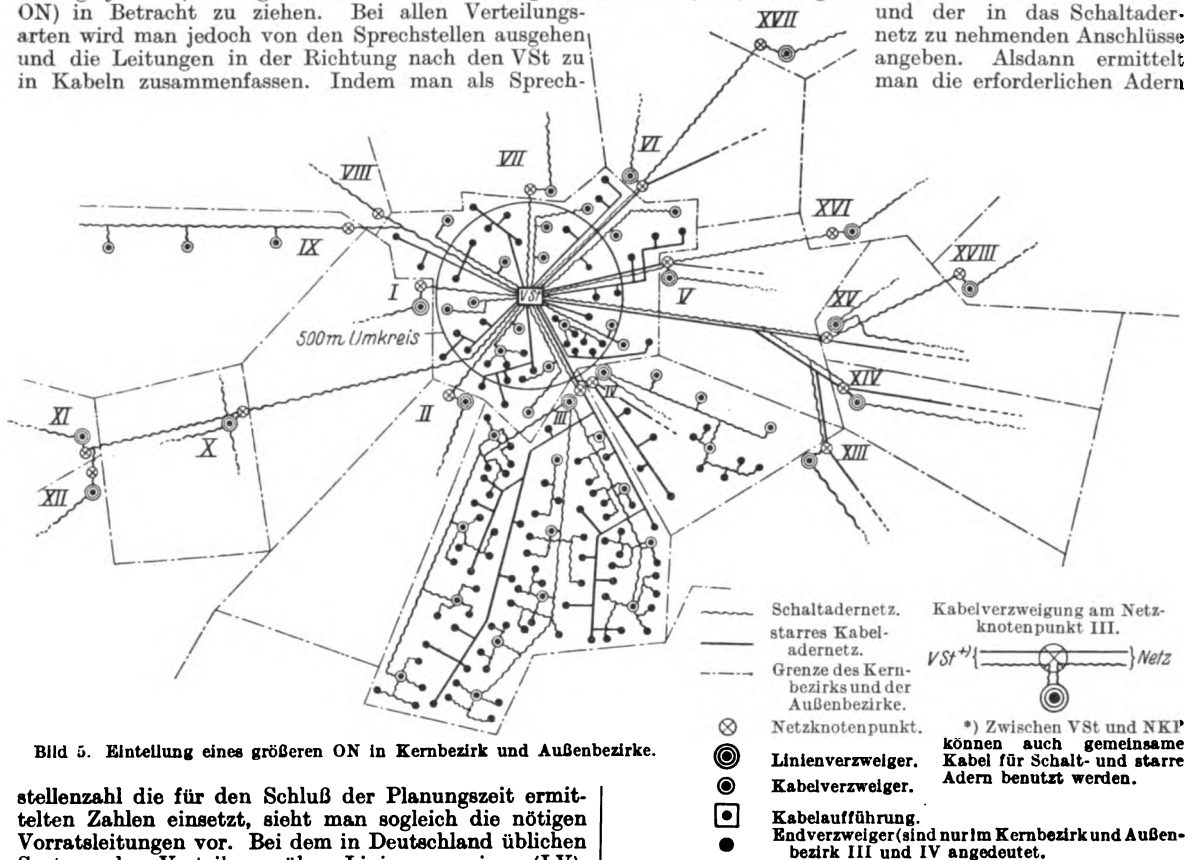 ON) in Betracht zu ziehen. Bei allen Verteilungs-
arten wird man jedoch von den Sprechstellen ausgehen
und die Leitungen in der Richtung nach den VSt zu
in Kabeln zusammenfassen. Indem man als Sprech-
und der in das Schaltader-
netz zu nehmenden Anschlüsse
angeben. Alsdann ermittelt
man die erforderlichen Adern
XVII
VI
VII
VIII
XVI
IX
XVIII
I
V
XV
VSt
500m Umkreis
XIV
IV
II
III
XI
X
XIII
XII
Schaltadernetz.
starres Kabel-
adernetz.
Grenze des Kern-
bezirks und der
Außenbezirke.
Netzknotenpunkt.
Linienverzweiger.
Kabelverzweiger.
Kabelaufführung.
Endverzweiger (sind nur im Kernbezirk und Außen-
bezirk III und IV angedeutet.
Kabelverzweigung am Netz-
knotenpunkt III.
VSt +) { } Netz
*) Zwischen VSt und NKP
können auch gemeinsame
Kabel für Schalt- und starre
Adern benutzt werden.
Bild 5. Einteilung eines größeren ON in Kernbezirk und Außenbezirke.
stellenzahl die für den Schluß der Planungszeit ermit-
telten Zahlen einsetzt, sieht man sogleich die nötigen
Vorratsleitungen vor. Bei dem in Deutschland üblichen